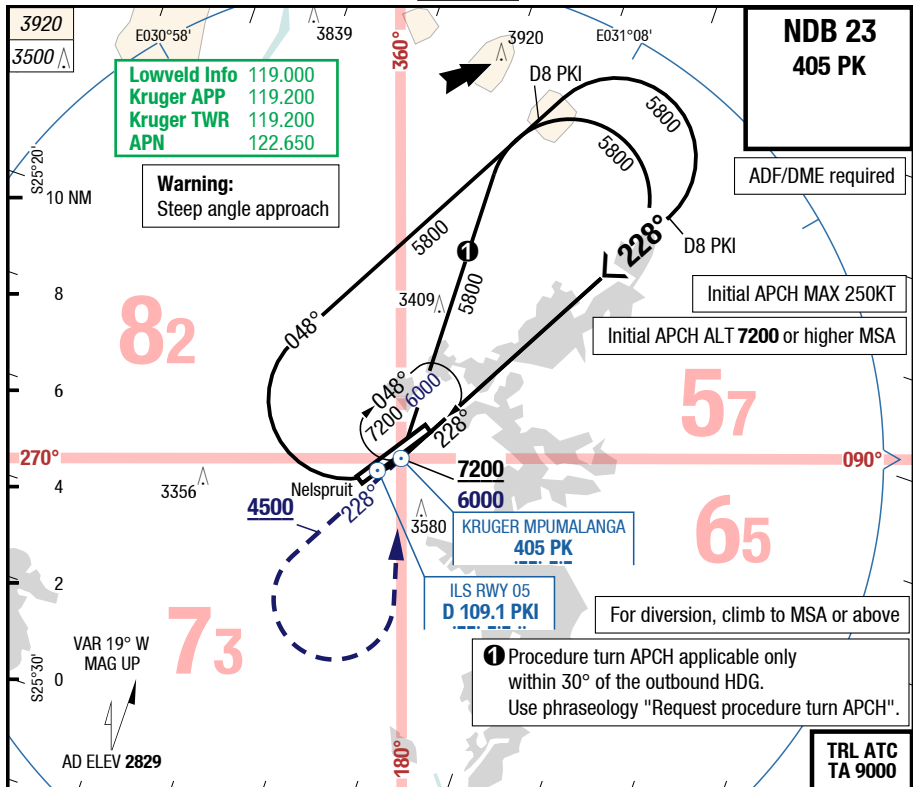 3920
3500
E030°58'
3839
360°
3920
E031°08'
NDB 23
405 PK
Lowveld Info 119.000
Kruger APP 119.200
Kruger TWR 119.200
APN 122.650
D8 PKI
5800
5800
S25°20'
10 NM
Warning:
Steep angle approach
ADF/DME required
5800
228°
D8 PKI
8
82
3409
5800
Initial APCH MAX 250KT
048°
Initial APCH ALT 7200 or higher MSA
6
048°
7200 6000
228°
57
270°
090°
4
3356
Nelspruit
7200
6000
4500
228°
3580
KRUGER MPUMALANGA
405 PK
65
ILS RWY 05
D 109.1 PKI
2
73
For diversion, climb to MSA or above
VAR 19° W
MAG UP
1 Procedure turn APCH applicable only
within 30° of the outbound HDG.
Use phraseology "Request procedure turn APCH".
S25°30'
0
1
180°
AD ELEV 2829
TRL ATC
TA 9000